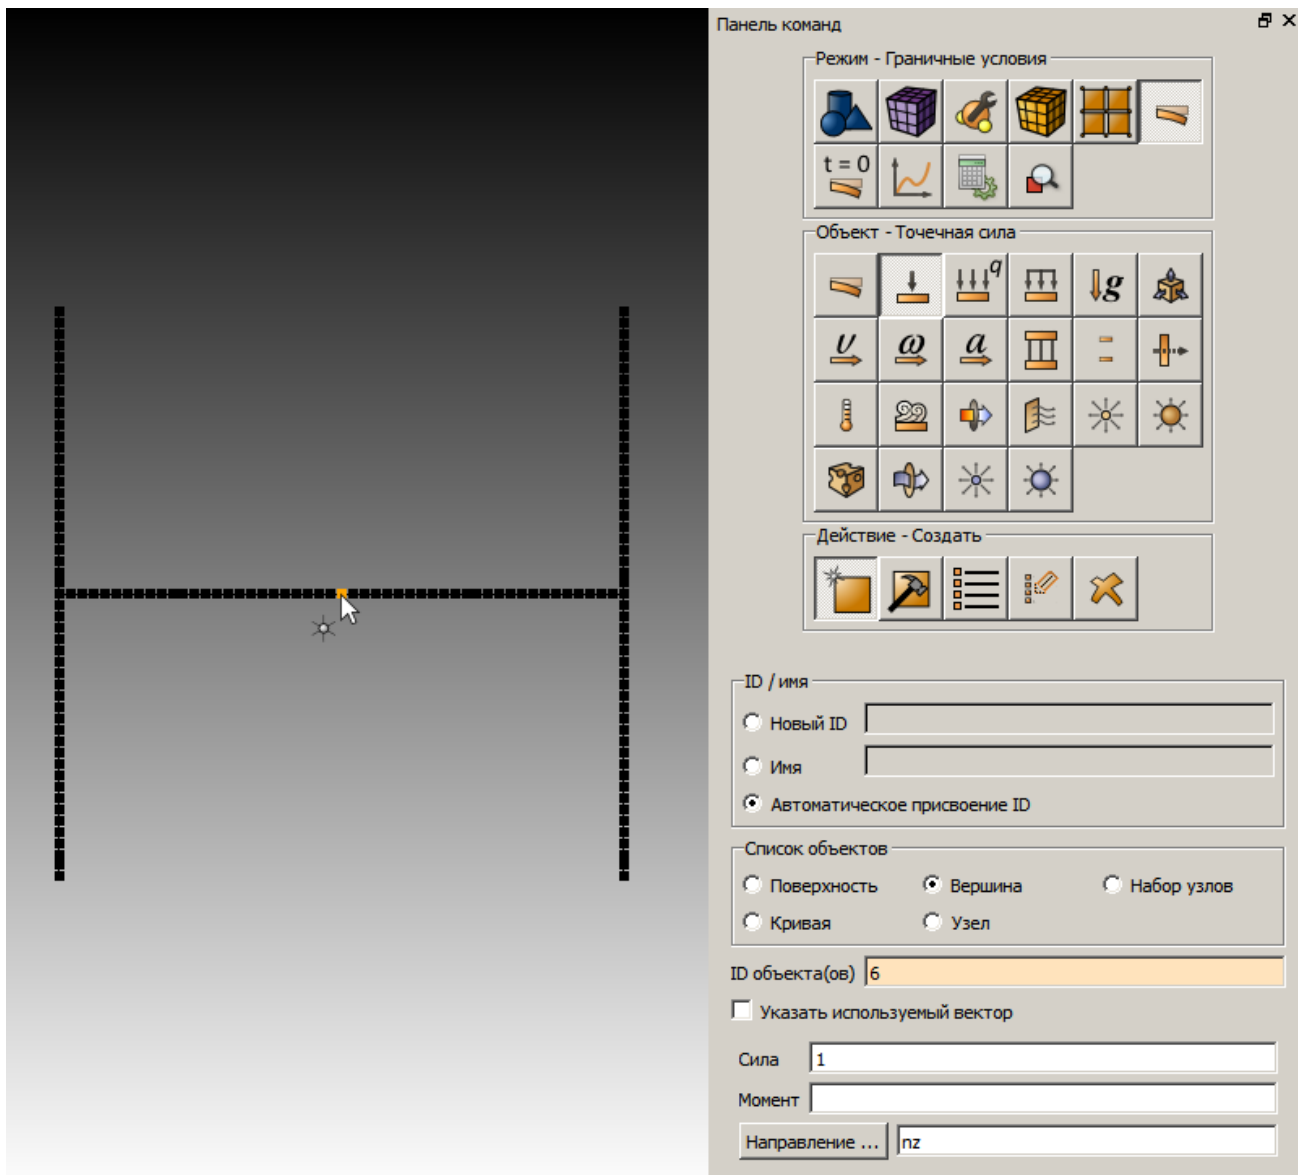 Панель команд
Режим - Граничные условия
t = 0
Объект - Точечная сила
q
g
υ
ω
a
Действие - Создать
ID / имя
Новый ID
Имя
Автоматическое присвоение ID
Список объектов
Поверхность
Вершина
Набор узлов
Кривая
Узел
ID объекта(ов) 6
Указать используемый вектор
Сила 1
Момент
Направление ... nz